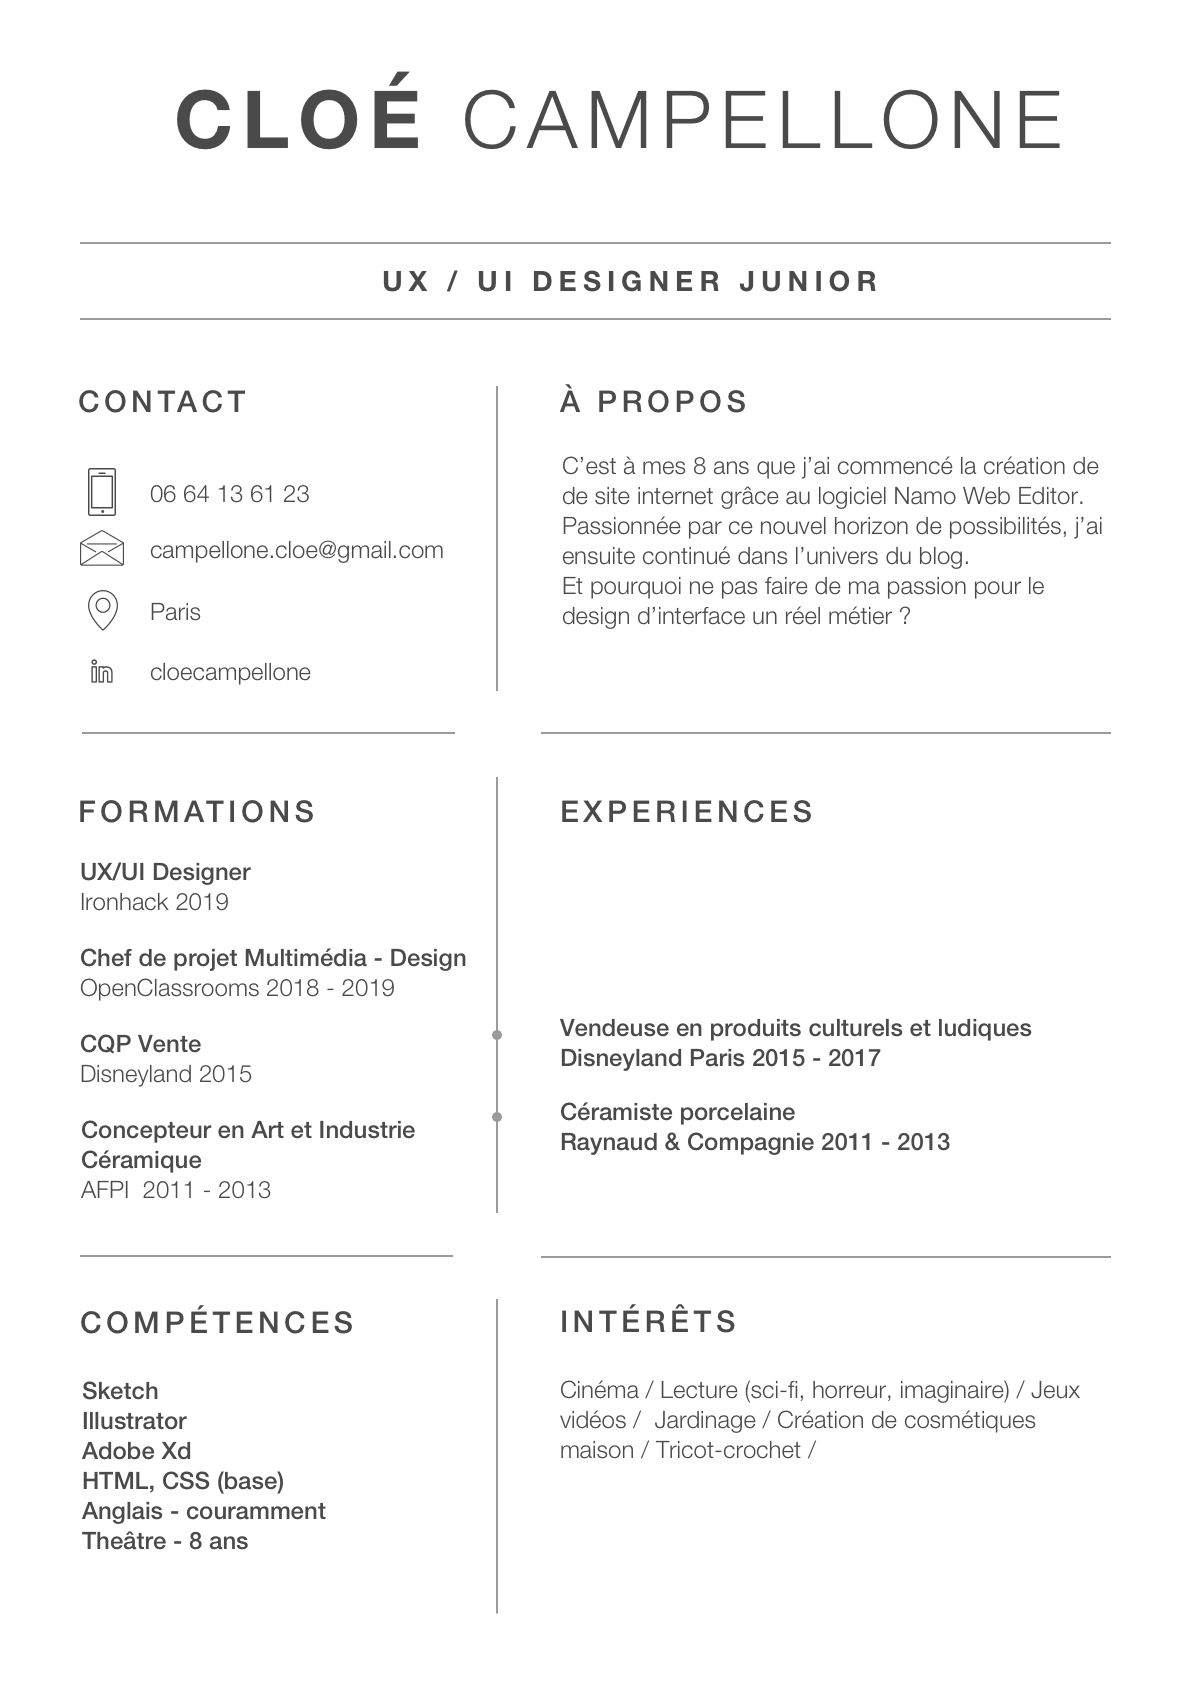 CLOÉ CAMPELLONE
UX / UI DESIGNER JUNIOR
CONTACT
06 64 13 61 23
campellone.cloe@gmail.com
Paris
in
cloecampellone
À PROPOS
C’est à mes 8 ans que j’ai commencé la création de
de site internet grâce au logiciel Namo Web Editor.
Passionnée par ce nouvel horizon de possibilités, j’ai
ensuite continué dans l’univers du blog.
Et pourquoi ne pas faire de ma passion pour le
design d’interface un réel métier ?
FORMATIONS
UX/UI Designer
Ironhack 2019
Chef de projet Multimédia - Design
OpenClassrooms 2018 - 2019
CQP Vente
Disneyland 2015
Concepteur en Art et Industrie
Céramique
AFPI  2011 - 2013
EXPERIENCES
Vendeuse en produits culturels et ludiques
Disneyland Paris 2015 - 2017
Céramiste porcelaine
Raynaud & Compagnie 2011 - 2013
COMPÉTENCES
Sketch
Illustrator
Adobe Xd
HTML, CSS (base)
Anglais - couramment
Theâtre - 8 ans
INTÉRÊTS
Cinéma / Lecture (sci-fi, horreur, imaginaire) / Jeux
vidéos /  Jardinage / Création de cosmétiques
maison / Tricot-crochet /